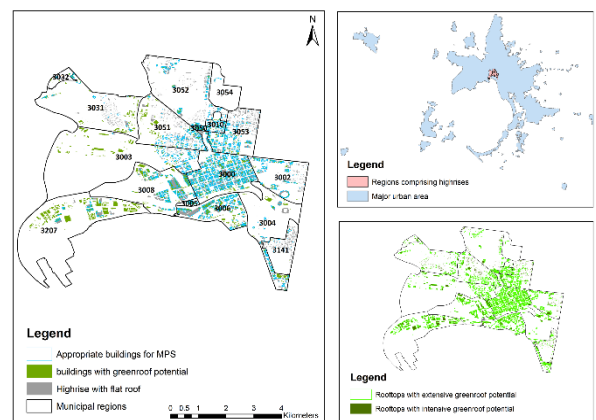 N
3032
3052
3054
3031
3051
3050
3010
3053
3003
3000
3002
3008
3005
3006
3004
3207
3141
Legend
Appropriate buildings for MPS
buildings with greenroof potential
Highrise with flat roof
Municipal regions
0 0.5 1 2 3 4
Kilometers
Legend
Regions comprising highrises
Major urban area
Legend
Rooftops with extensive greenroof potential
Rooftops with intensive greenroof potential